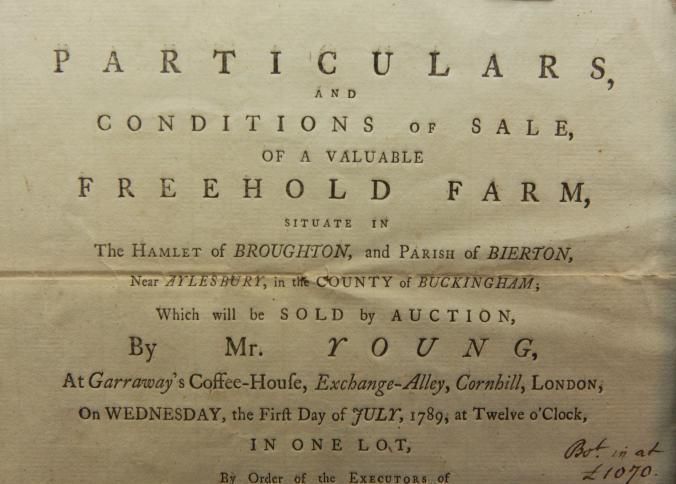 PARTICULARS,
AND
CONDITIONS OF SALE,
OF A VALUABLE
FREEHOLD FARM,
SITUATE IN
The HAMLET of BROUGHTON, and PARISH of BIERTON,
Near AYLESBURY, in the COUNTY of BUCKINGHAM;
Which will be SOLD by AUCTION,
By Mr. YOUNG,
At Garraway's Coffee-Houſe, Exchange-Alley, Cornhill, LONDON,
On WEDNESDAY, the Firſt Day of JULY, 1789, at Twelve o'Clock,
IN ONE LOT,
Bot. in at
£1070.
By Order of the EXECUTORS of